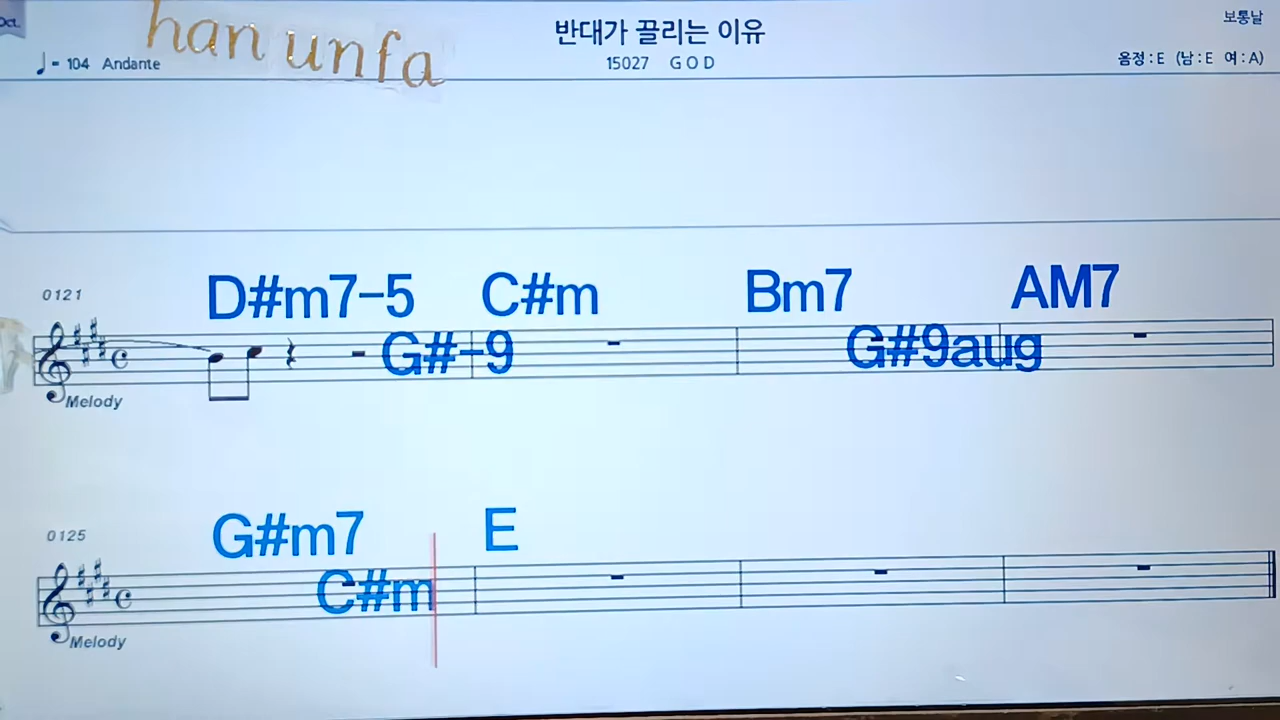 han unfa
반대가 끌리는 이유
보통날
♩= 104 Andante
15027 GOD
음정:E (남:E 여:A)
0121
D#m7-5 C#m Bm7 AM7
G#-9 G#9aug
Melody
0125
G#m7 E
C#m
Melody